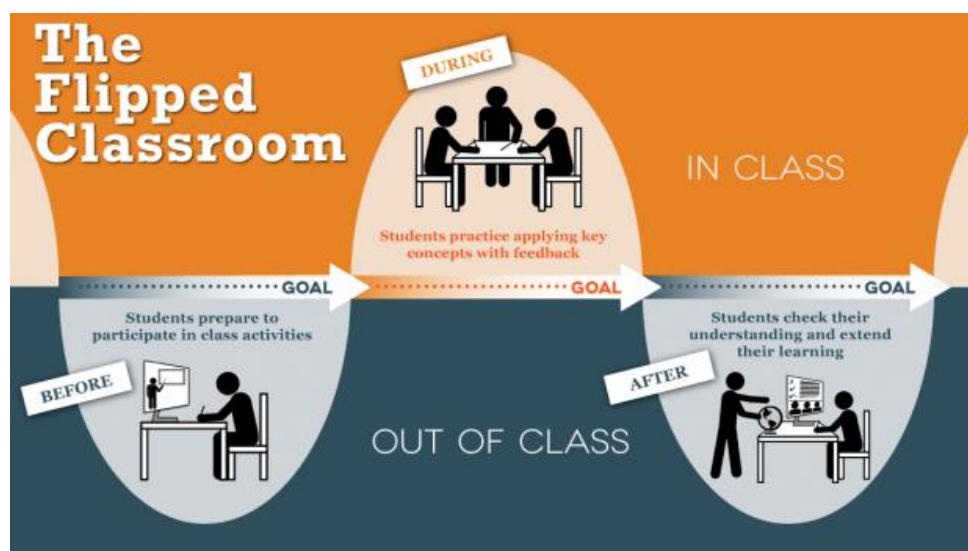 The
Flipped
Classroom
DURING
IN CLASS
Students practice applying key
concepts with feedback
GOAL
GOAL
GOAL
Students prepare to
participate in class activities
BEFORE
OUT OF CLASS
Students check their
understanding and extend
their learning
AFTER